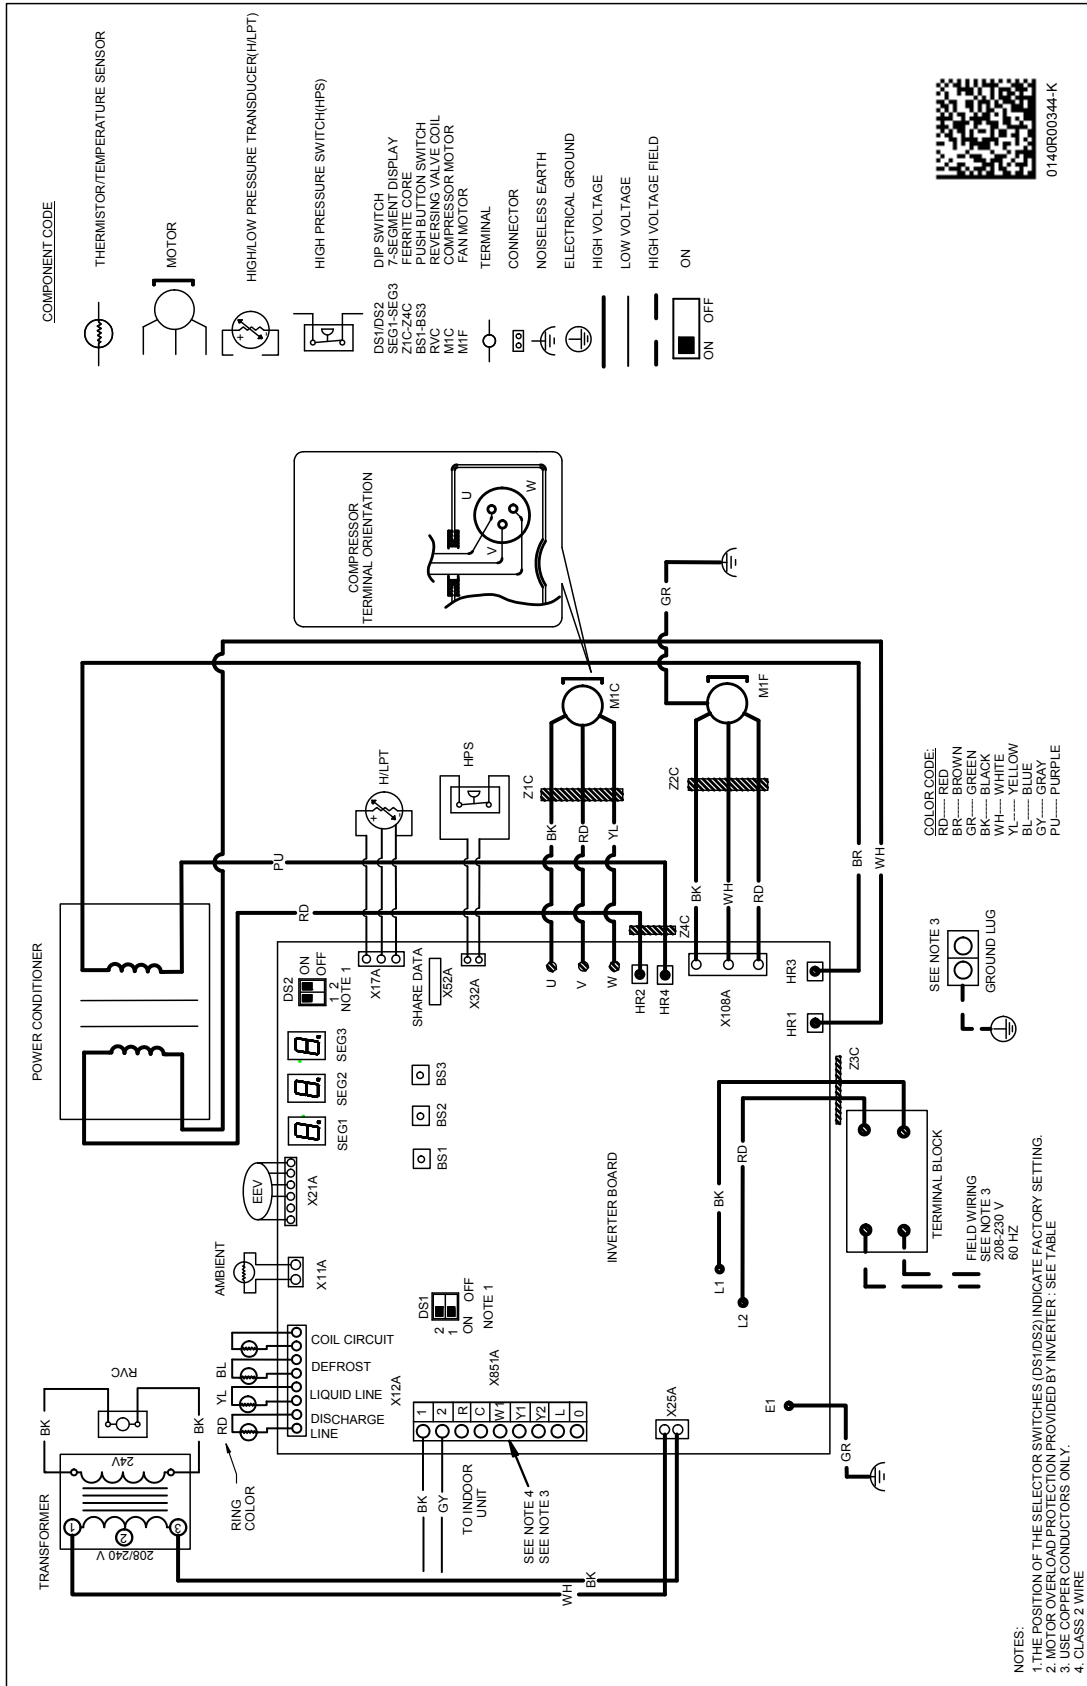 COMPONENT CODE
THERMISTOR/TEMPERATURE SENSOR
MOTOR
HIGH/LOW PRESSURE TRANSDUCER(H/LPT)
+
-
HIGH PRESSURE SWITCH(HPS)
DS1/DS2 DIP SWITCH
SEG1-SEG3 7-SEGMENT DISPLAY
Z1C-Z4C FERRITE CORE
BS1-BS3 PUSH BUTTON SWITCH
RVC REVERSING VALVE COIL
M1C COMPRESSOR MOTOR
M1F FAN MOTOR
TERMINAL
CONNECTOR
NOISELESS EARTH
ELECTRICAL GROUND
HIGH VOLTAGE
LOW VOLTAGE
HIGH VOLTAGE FIELD
ON
ON OFF
0140R00344-K
COMPRESSOR
TERMINAL ORIENTATION
U
V
W
POWER CONDITIONER
PU
RD
H/LPT
+
-
HPS
Z1C
BK
RD
YL
M1C
Z2C
BK
WH
RD
M1F
GR
BR
WH
TRANSFORMER
208/240 V
24V
1
2
3
RVC
BK
BK
RING
COLOR
RD
YL
BL
COIL CIRCUIT
DEFROST
LIQUID LINE
DISCHARGE
LINE
X12A
AMBIENT
X11A
EEV
X21A
SEG1
SEG2
SEG3
DS2
ON
OFF
1 2
NOTE 1
X17A
SHARE DATA
X52A
X32A
U
V
W
HR2
HR4
Z4C
X108A
HR3
HR1
BS1
BS2
BS3
DS1
2
1
ON OFF
NOTE 1
X851A
1
2
R
C
W1
Y1
Y2
L
0
BK
GY
TO INDOOR
UNIT
SEE NOTE 4
SEE NOTE 3
WH
BK
X25A
INVERTER BOARD
E1
GR
L1
L2
BK
RD
Z3C
TERMINAL BLOCK
FIELD WIRING
SEE NOTE 3
208-230 V
60 HZ
SEE NOTE 3
GROUND LUG
COLOR CODE:
RD---- RED
BR---- BROWN
GR---- GREEN
BK---- BLACK
WH---- WHITE
YL---- YELLOW
BL---- BLUE
GY---- GRAY
PU---- PURPLE
NOTES:
1.THE POSITION OF THE SELECTOR SWITCHES (DS1/DS2) INDICATE FACTORY SETTING.
2. MOTOR OVERLOAD PROTECTION PROVIDED BY INVERTER : SEE TABLE
3. USE COPPER CONDUCTORS ONLY.
4. CLASS 2 WIRE